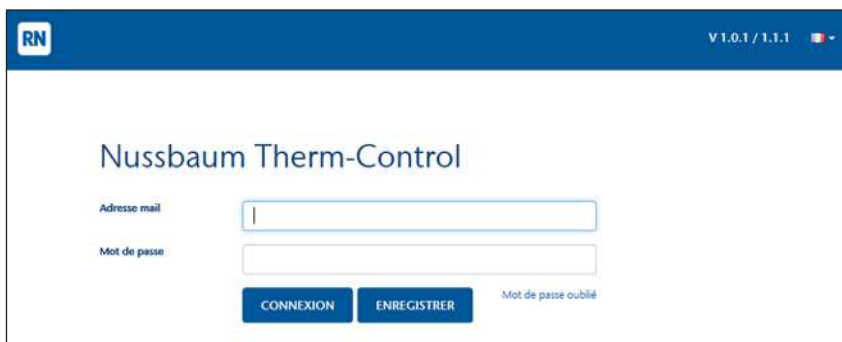 RN
V 1.0.1 / 1.1.1
Nussbaum Therm-Control
Adresse mail
Mot de passe
CONNEXION ENREGISTRER Mot de passe oublié